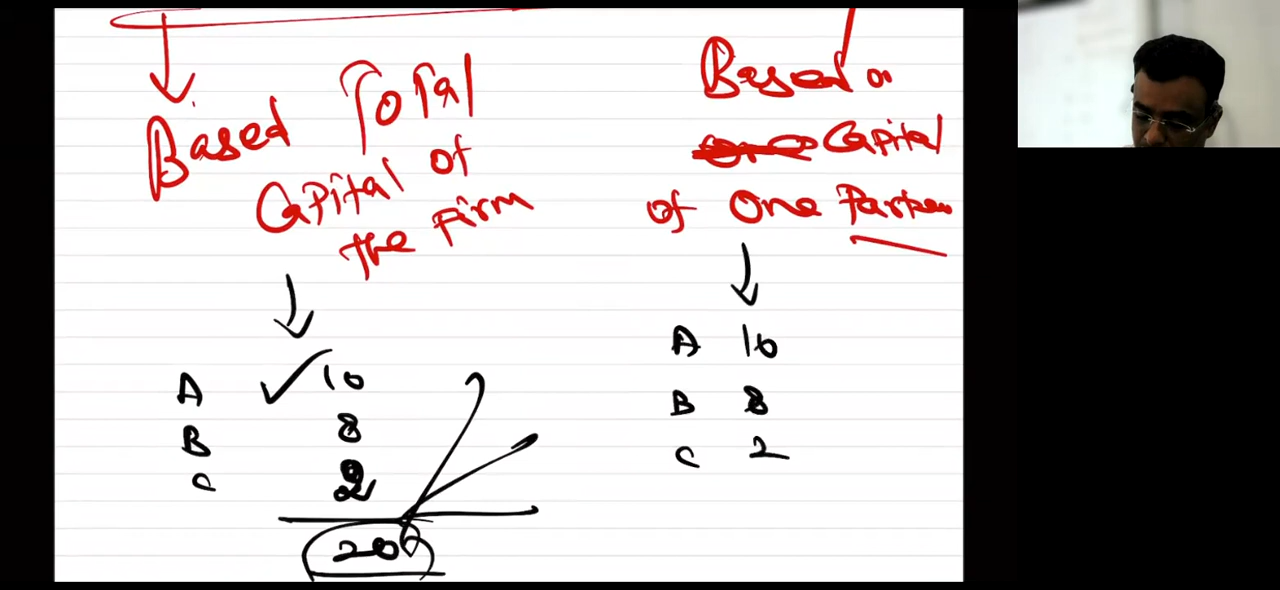 Based Total
Capital of
the firm
A 10
B 8
C 2
20
Based on
Capital
of One Partner
A 10
B 8
C 2